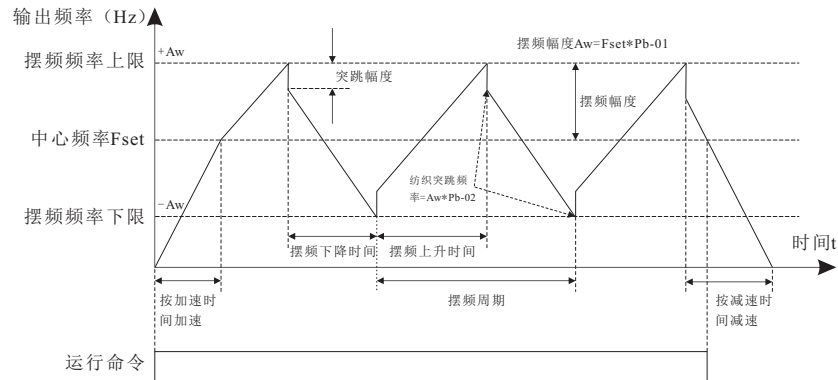 输出频率（Hz）
+Aw
摆频幅度Aw=Fset*Pb-01
摆频频率上限
突跳幅度
摆频幅度
中心频率Fset
纺织突跳频
率=Aw*Pb-02
−Aw
摆频频率下限
时间t
摆频下降时间
摆频上升时间
按加速时
间加速
摆频周期
按减速时
间减速
运行命令